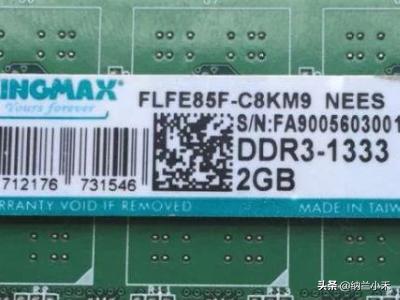 INGMAX
Yours forever
FLFE85F-C8KM9 NEES
S/N:FA9005603001
DDR3-1333
2GB
712176 731546
ARRANTY VOID IF REMOVED
MADE IN TAIW
头条 @纳兰小禾